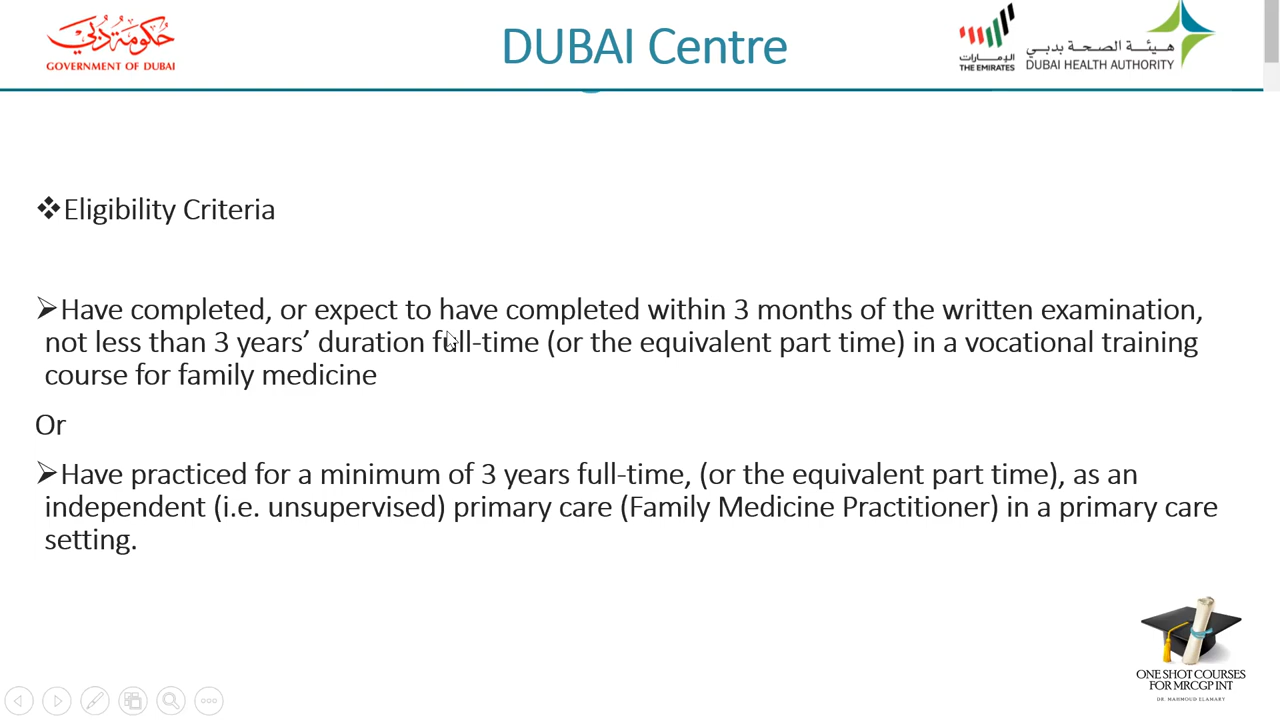 حكومة دبي
GOVERNMENT OF DUBAI
DUBAI Centre
الإمارات
THE EMIRATES
هيئة الصحة بدبي
DUBAI HEALTH AUTHORITY
❖Eligibility Criteria
➢Have completed, or expect to have completed within 3 months of the written examination,
not less than 3 years’ duration full-time (or the equivalent part time) in a vocational training
course for family medicine
Or
➢Have practiced for a minimum of 3 years full-time, (or the equivalent part time), as an
independent (i.e. unsupervised) primary care (Family Medicine Practitioner) in a primary care
setting.
ONE SHOT COURSES
FOR MRCGP INT
DR. MAHMOUD ELAMARY